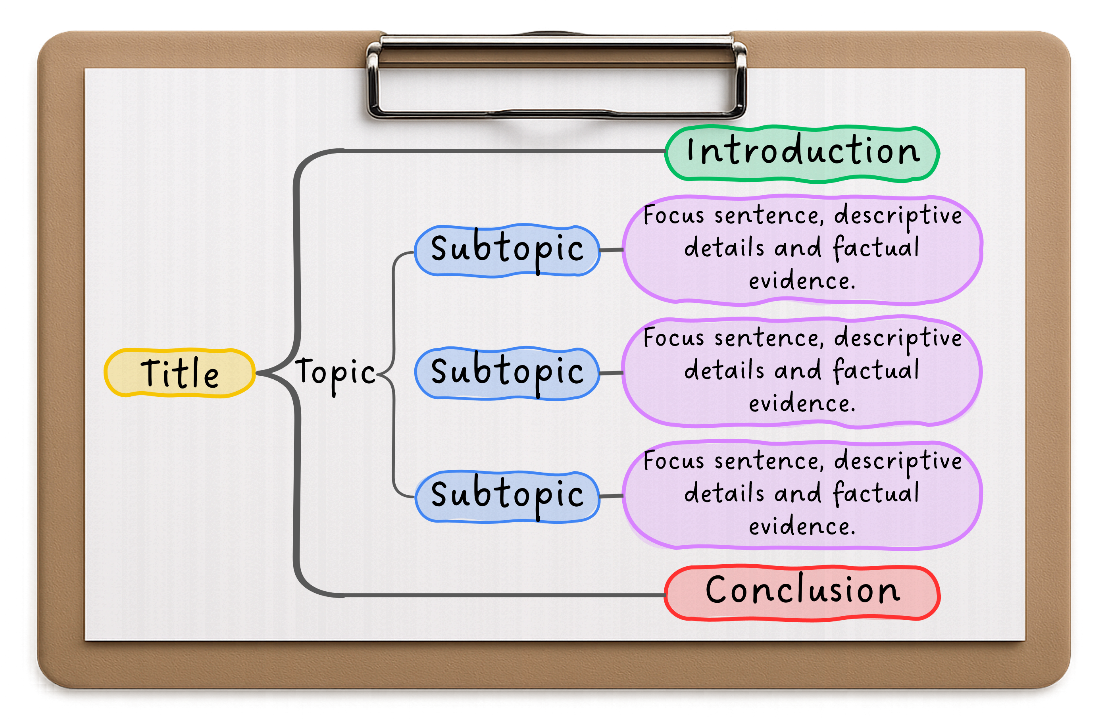 Introduction
Subtopic
Focus sentence, descriptive
details and factual
evidence.
Title
Topic
Subtopic
Focus sentence, descriptive
details and factual
evidence.
Subtopic
Focus sentence, descriptive
details and factual
evidence.
Conclusion